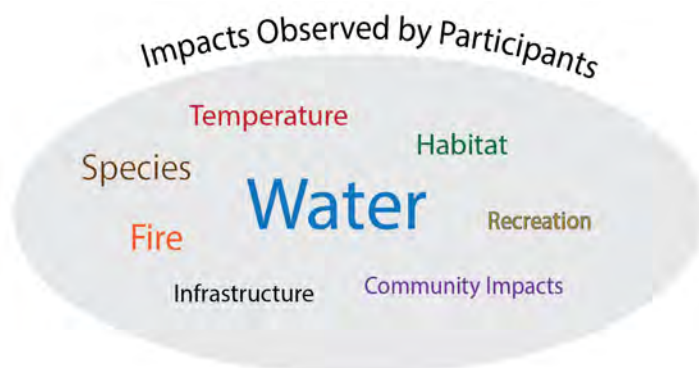 Impacts Observed by Participants
Temperature
Habitat
Species
Water
Recreation
Fire
Community Impacts
Infrastructure